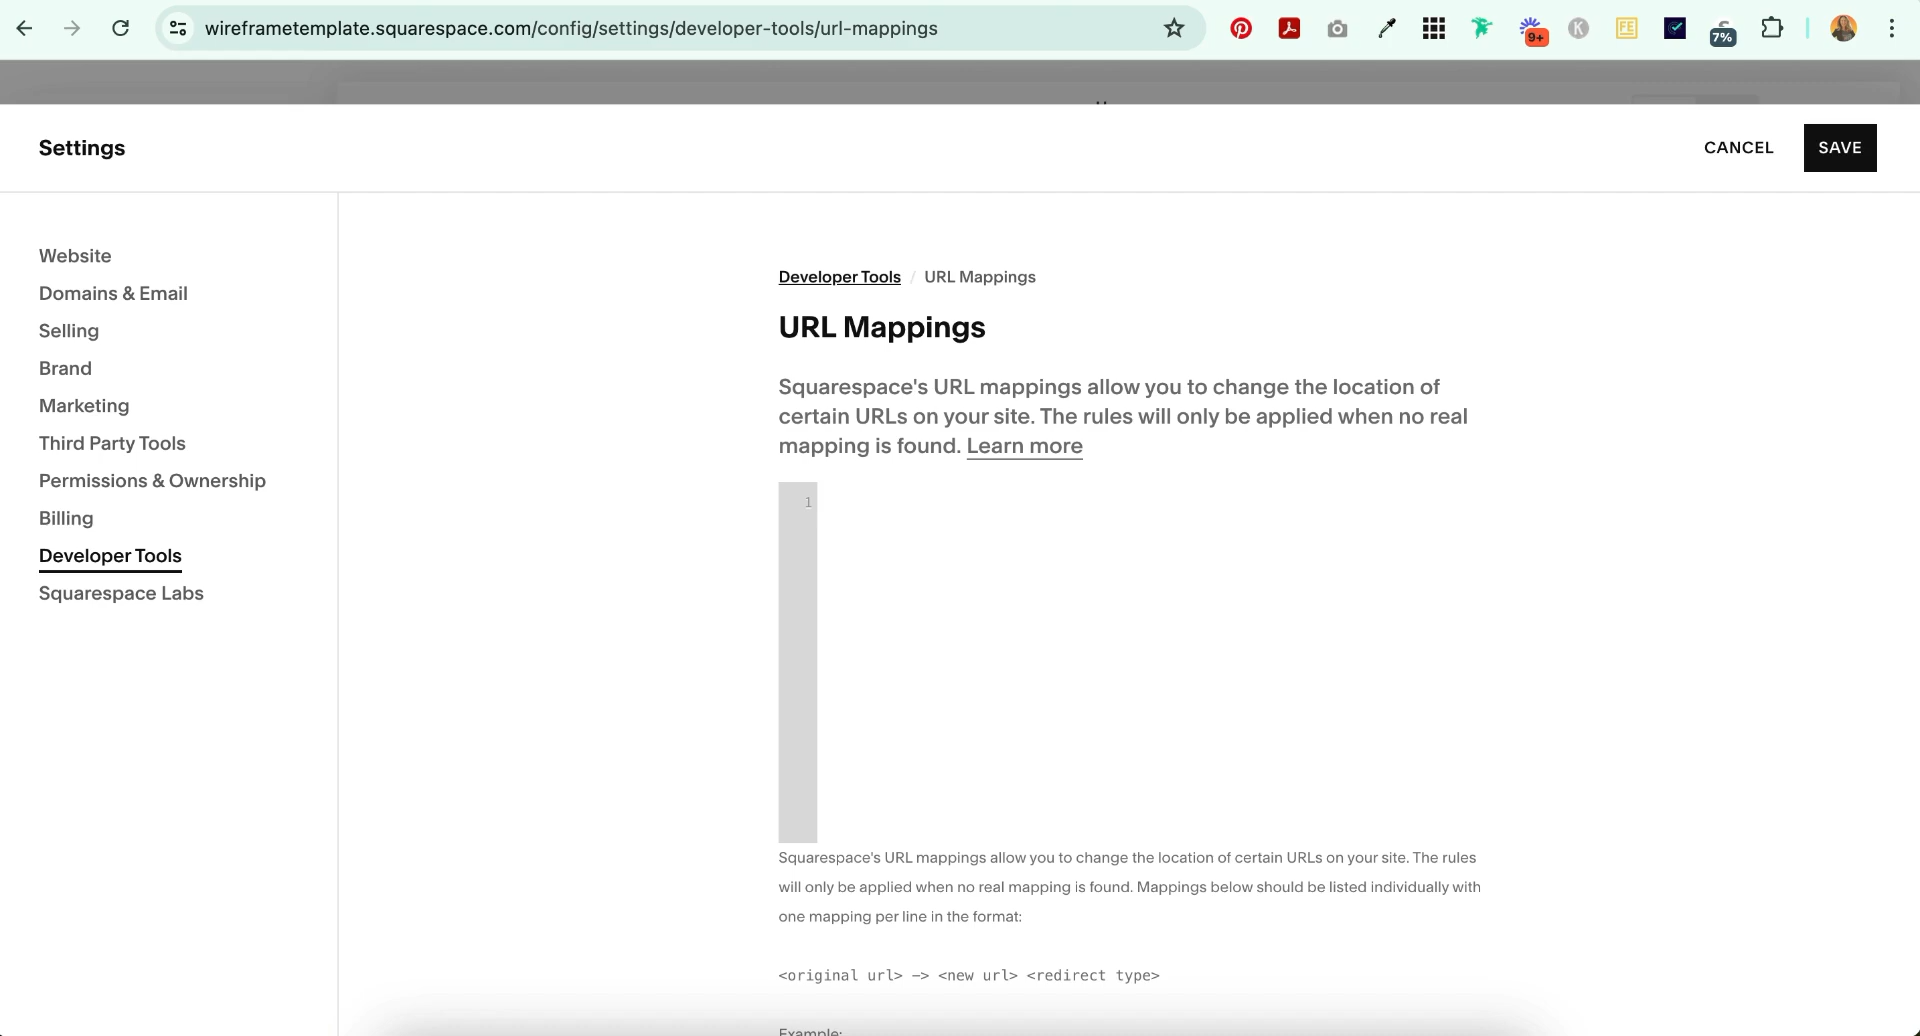 wireframetemplate.squarespace.com/config/settings/developer-tools/url-mappings
9+
K
FE
7%
Settings
CANCEL
SAVE
Website
Domains & Email
Selling
Brand
Marketing
Third Party Tools
Permissions & Ownership
Billing
Developer Tools
Squarespace Labs
Developer Tools / URL Mappings
URL Mappings
Squarespace's URL mappings allow you to change the location of
certain URLs on your site. The rules will only be applied when no real
mapping is found. Learn more
1
Squarespace's URL mappings allow you to change the location of certain URLs on your site. The rules
will only be applied when no real mapping is found. Mappings below should be listed individually with
one mapping per line in the format:
<original url> —> <new url> <redirect type>
Example: